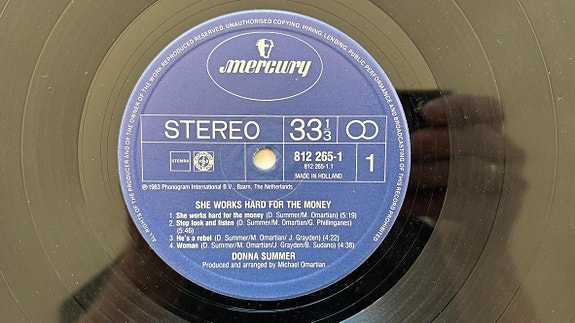 ALL RIGHTS OF THE PRODUCER AND OF THE OWNER OF THE WORK REPRODUCED RESERVED. UNAUTHORISED COPYING, HIRING, LENDING, PUBLIC PERFORMANCE AND BROADCASTING OF THIS RECORD PROHIBITED
mercury
STEREO 33 1/3
812 265-1
812 265.1.1
MADE IN HOLLAND
1
STEMRA
℗ 1983 Phonogram International B.V., Baarn, The Netherlands
SHE WORKS HARD FOR THE MONEY
1. She works hard for the money (D. Summer/M. Omartian) (5:19)
2. Stop look and listen (D. Summer/M. Omartian/G. Phillinganes)
(5:46)
3. He's a rebel (D. Summer/M. Omartian/ J. Grayden) (4:22)
4. Woman (D. Summer/M. Omartian/J. Grayden/B. Sudano) (4:38)
DONNA SUMMER
Produced and arranged by Michael Omartian